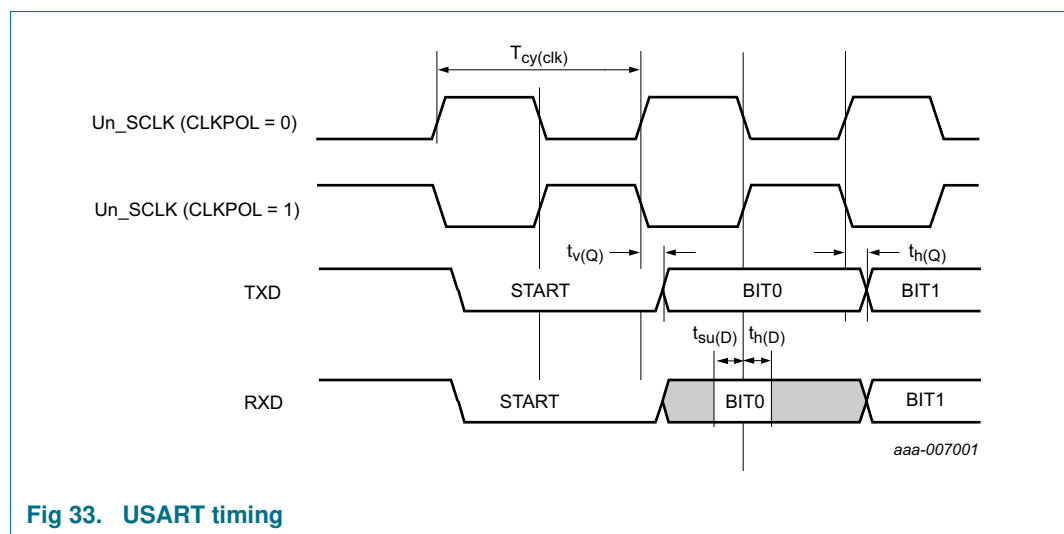 Tcy(clk)
Un_SCLK (CLKPOL = 0)
Un_SCLK (CLKPOL = 1)
tv(Q)
th(Q)
TXD
START
BIT0
BIT1
tsu(D)
th(D)
RXD
START
BIT0
BIT1
aaa-007001
Fig 33. USART timing